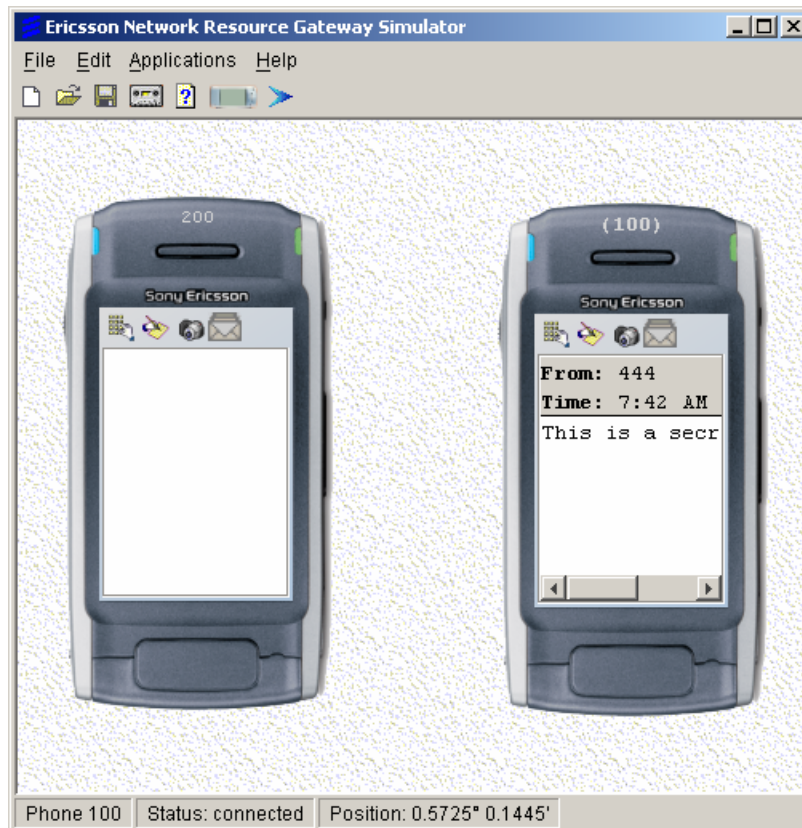 Ericsson Network Resource Gateway Simulator
File Edit Applications Help
200
Sony Ericsson
(100)
Sony Ericsson
From: 444
Time: 7:42 AM
This is a secr
Phone 100 Status: connected Position: 0.5725° 0.1445'